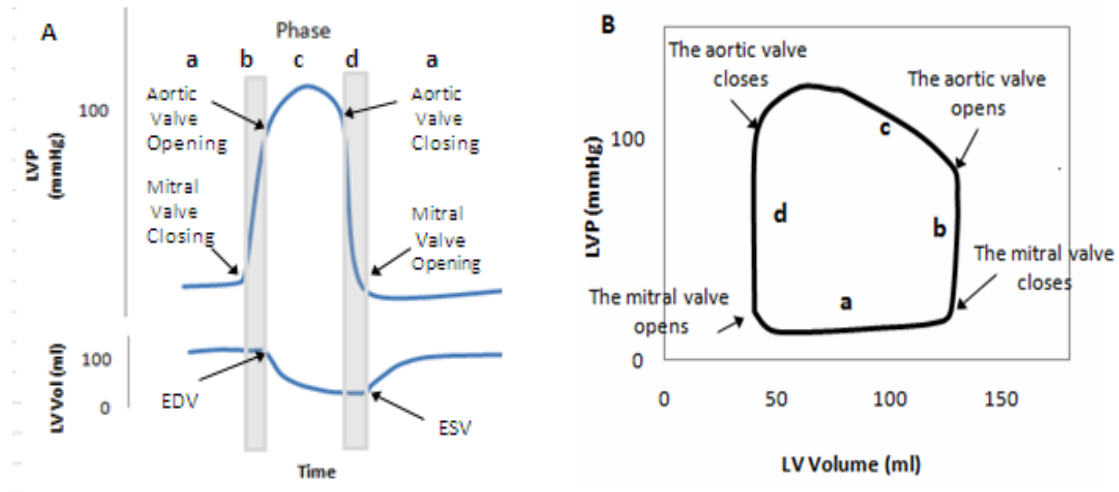 A
Phase
a b c d a
Aortic
Valve
Opening
Aortic
Valve
Closing
100
LVP
(mmHg)
Mitral
Valve
Closing
Mitral
Valve
Opening
100
0
LV Vol (ml)
EDV
ESV
Time
B
The aortic valve
closes
The aortic valve
opens
100
LVP (mmHg)
c
d
b
a
The mitral valve
closes
The mitral valve
opens
0
0 50 100 150
LV Volume (ml)